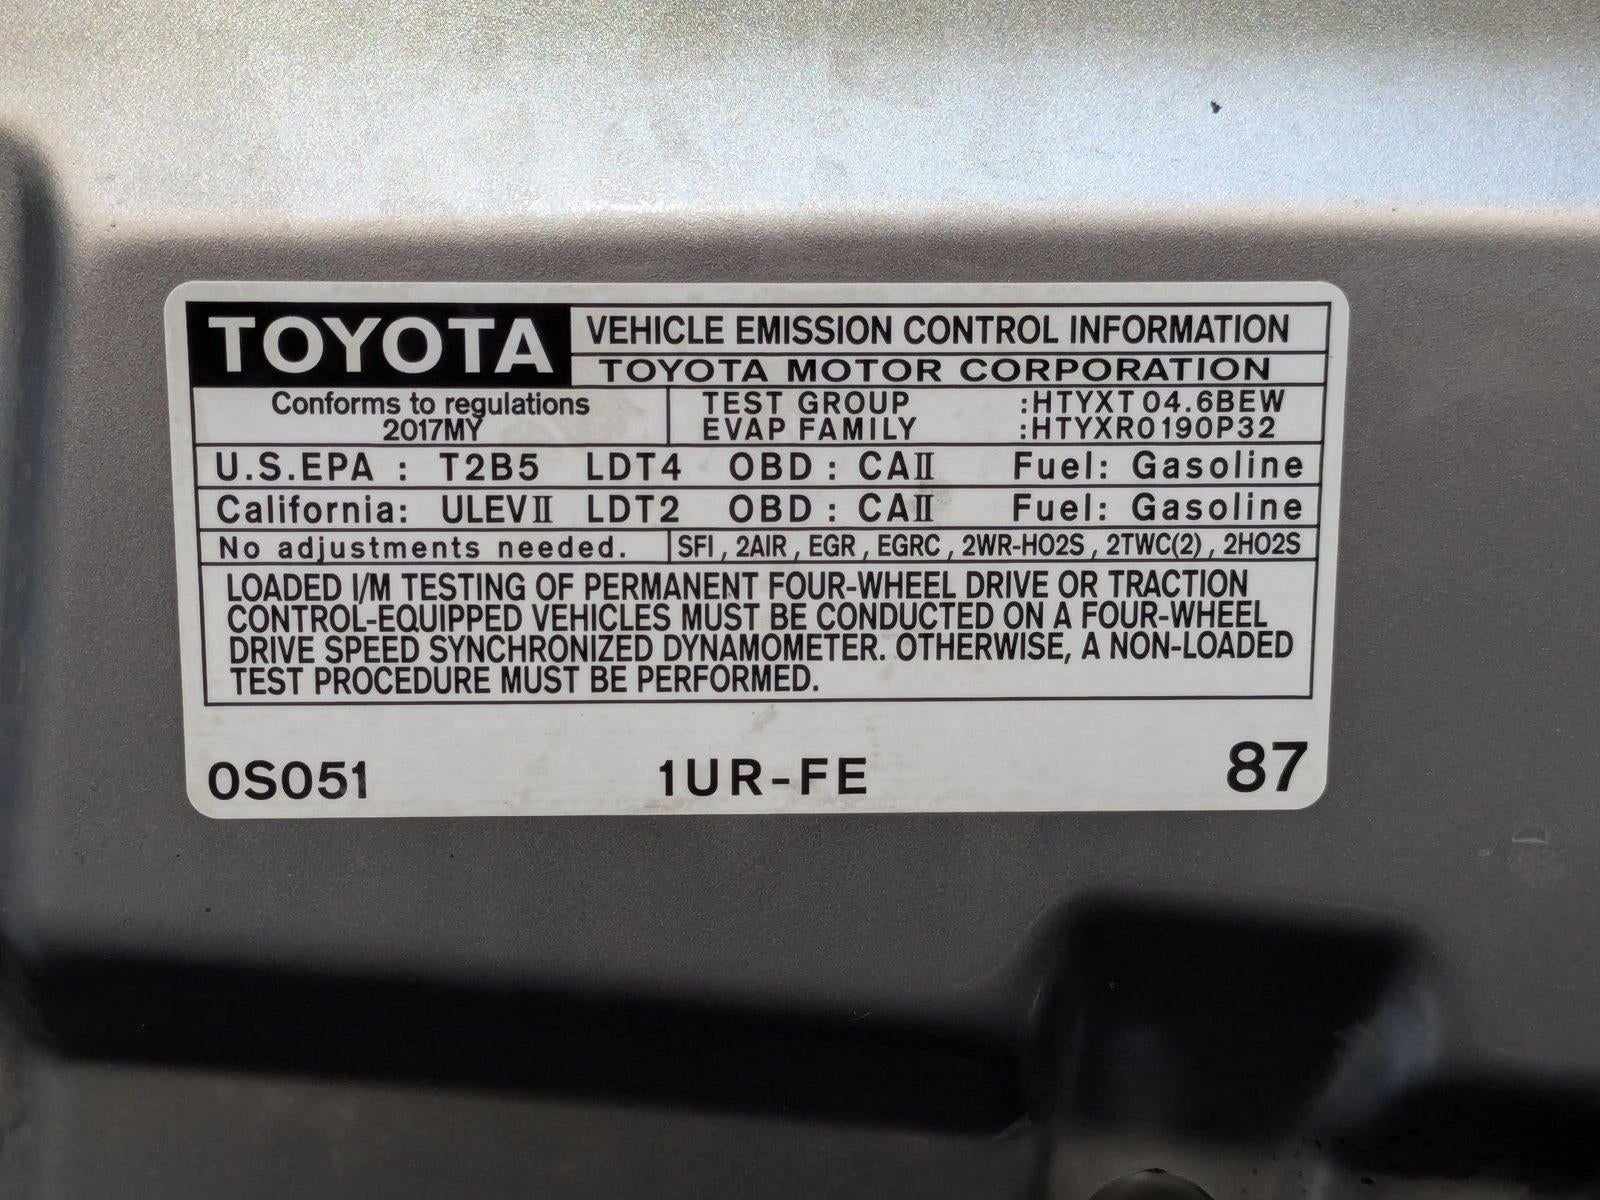 TOYOTA VEHICLE EMISSION CONTROL INFORMATION
TOYOTA MOTOR CORPORATION
Conforms to regulations
2017MY
TEST GROUP :HTYXT 04.6BEW
EVAP FAMILY :HTYXR0190P32
U.S.EPA : T2B5 LDT4 OBD : CAII Fuel: Gasoline
California: ULEVII LDT2 OBD : CAII Fuel: Gasoline
No adjustments needed. SFI , 2AIR , EGR , EGRC , 2WR-HO2S , 2TWC(2) , 2HO2S
LOADED I/M TESTING OF PERMANENT FOUR-WHEEL DRIVE OR TRACTION
CONTROL-EQUIPPED VEHICLES MUST BE CONDUCTED ON A FOUR-WHEEL
DRIVE SPEED SYNCHRONIZED DYNAMOMETER. OTHERWISE, A NON-LOADED
TEST PROCEDURE MUST BE PERFORMED.
0S051 1UR-FE 87